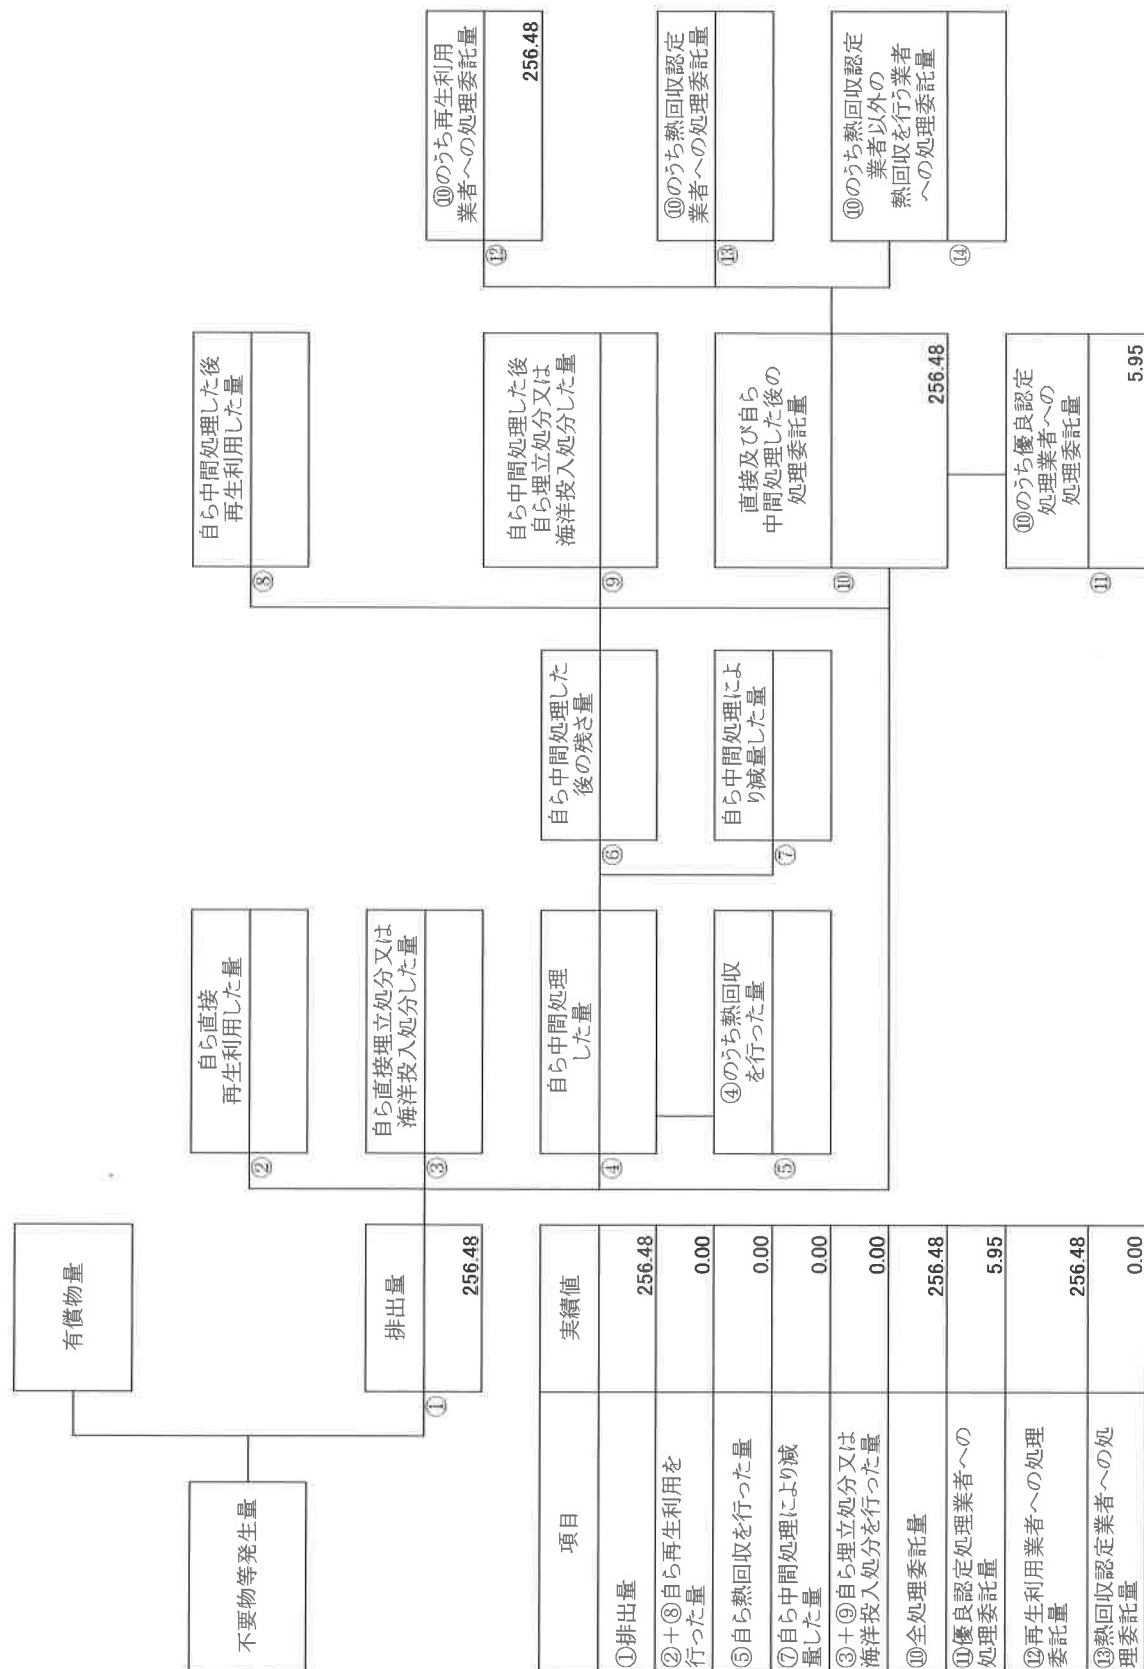 不要物等発生量
有償物量
①
排出量
256.48
②
自ら直接
再生利用した量
③
自ら直接埋立処分又は
海洋投入処分した量
④
自ら中間処理
した量
⑤
④のうち熱回収
を行った量
⑥
自ら中間処理した
後の残さ量
⑦
自ら中間処理によ
り減量した量
⑧
自ら中間処理した後
再生利用した量
⑨
自ら中間処理した後
自ら埋立処分又は
海洋投入処分した量
⑩
直接及び自ら
中間処理した後の
処理委託量
256.48
⑪
⑩のうち優良認定
処理業者への
処理委託量
5.95
⑫
⑩のうち再生利用
業者への処理委託量
256.48
⑬
⑩のうち熱回収認定
業者への処理委託量
⑭
⑩のうち熱回収認定
業者以外の
熱回収を行う業者
への処理委託量
項目 実績値
①排出量 256.48
②+⑧自ら再生利用を
行った量 0.00
⑤自ら熱回収を行った量 0.00
⑦自ら中間処理により減
量した量 0.00
③+⑨自ら埋立処分又は
海洋投入処分を行った量 0.00
⑩全処理委託量 256.48
⑪優良認定処理業者への
処理委託量 5.95
⑫再生利用業者への処理
委託量 256.48
⑬熱回収認定業者への処
理委託量 0.00